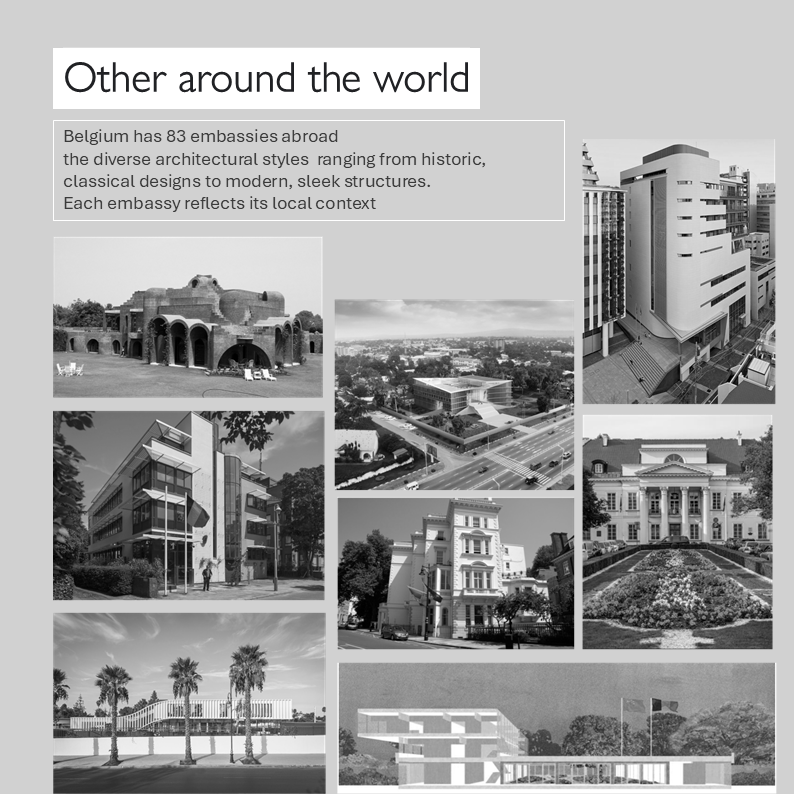 Other around the world
Belgium has 83 embassies abroad
the diverse architectural styles  ranging from historic,
classical designs to modern, sleek structures.
Each embassy reflects its local context